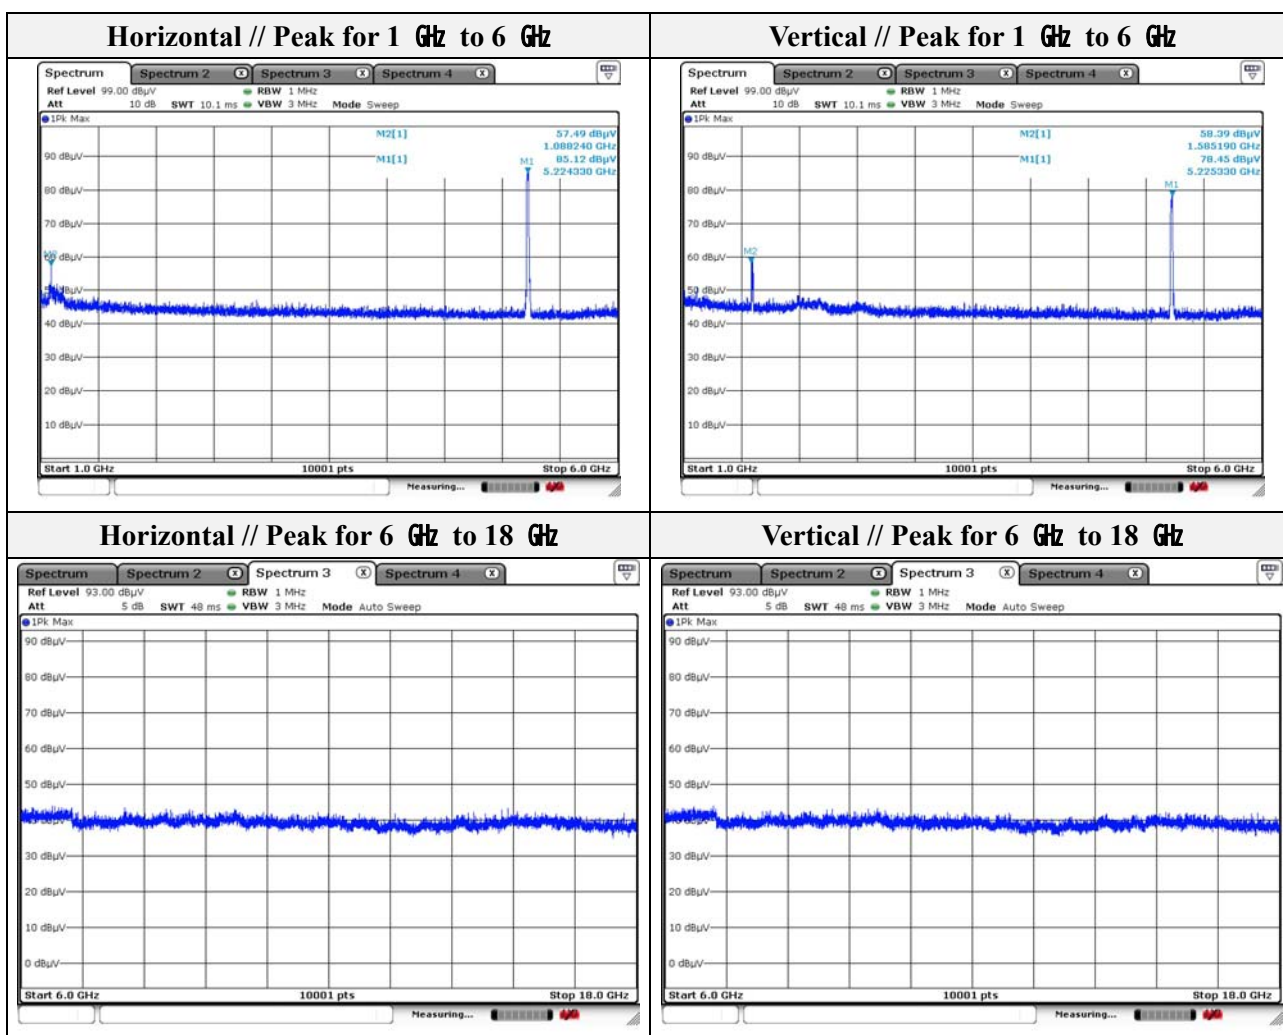 Horizontal // Peak for 1 GHz to 6 GHz
Vertical // Peak for 1 GHz to 6 GHz
Spectrum Spectrum 2 X Spectrum 3 X Spectrum 4 X
Ref Level 99.00 dBµV RBW 1 MHz
Att 10 dB SWT 10.1 ms VBW 3 MHz Mode Sweep
1Pk Max
M2[1] 57.49 dBµV
1.088240 GHz
M1[1] 85.12 dBµV
5.224330 GHz
M1
90 dBµV
80 dBµV
70 dBµV
M2
60 dBµV
50 dBµV
40 dBµV
30 dBµV
20 dBµV
10 dBµV
Start 1.0 GHz 10001 pts Stop 6.0 GHz
Measuring...
Spectrum Spectrum 2 X Spectrum 3 X Spectrum 4 X
Ref Level 99.00 dBµV RBW 1 MHz
Att 10 dB SWT 10.1 ms VBW 3 MHz Mode Sweep
1Pk Max
M2[1] 58.39 dBµV
1.585190 GHz
M1[1] 78.45 dBµV
5.225330 GHz
90 dBµV
M1
80 dBµV
70 dBµV
M2
60 dBµV
50 dBµV
40 dBµV
30 dBµV
20 dBµV
10 dBµV
Start 1.0 GHz 10001 pts Stop 6.0 GHz
Measuring...
Horizontal // Peak for 6 GHz to 18 GHz
Vertical // Peak for 6 GHz to 18 GHz
Spectrum Spectrum 2 X Spectrum 3 X Spectrum 4 X
Ref Level 93.00 dBµV RBW 1 MHz
Att 5 dB SWT 48 ms VBW 3 MHz Mode Auto Sweep
1Pk Max
90 dBµV
80 dBµV
70 dBµV
60 dBµV
50 dBµV
30 dBµV
20 dBµV
10 dBµV
0 dBµV
Start 6.0 GHz 10001 pts Stop 18.0 GHz
Measuring...
Spectrum Spectrum 2 X Spectrum 3 X Spectrum 4 X
Ref Level 93.00 dBµV RBW 1 MHz
Att 5 dB SWT 48 ms VBW 3 MHz Mode Auto Sweep
1Pk Max
90 dBµV
80 dBµV
70 dBµV
60 dBµV
50 dBµV
30 dBµV
20 dBµV
10 dBµV
0 dBµV
Start 6.0 GHz 10001 pts Stop 18.0 GHz
Measuring...